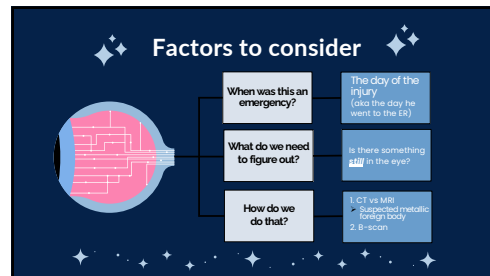 Factors to consider
When was this an
emergency?
The day of the
injury
(aka the day he
went to the ER)
What do we need
to figure out?
Is there something
still in the eye?
How do we
do that?
1. CT vs MRI
Suspected metallic
foreign body
2. B-scan